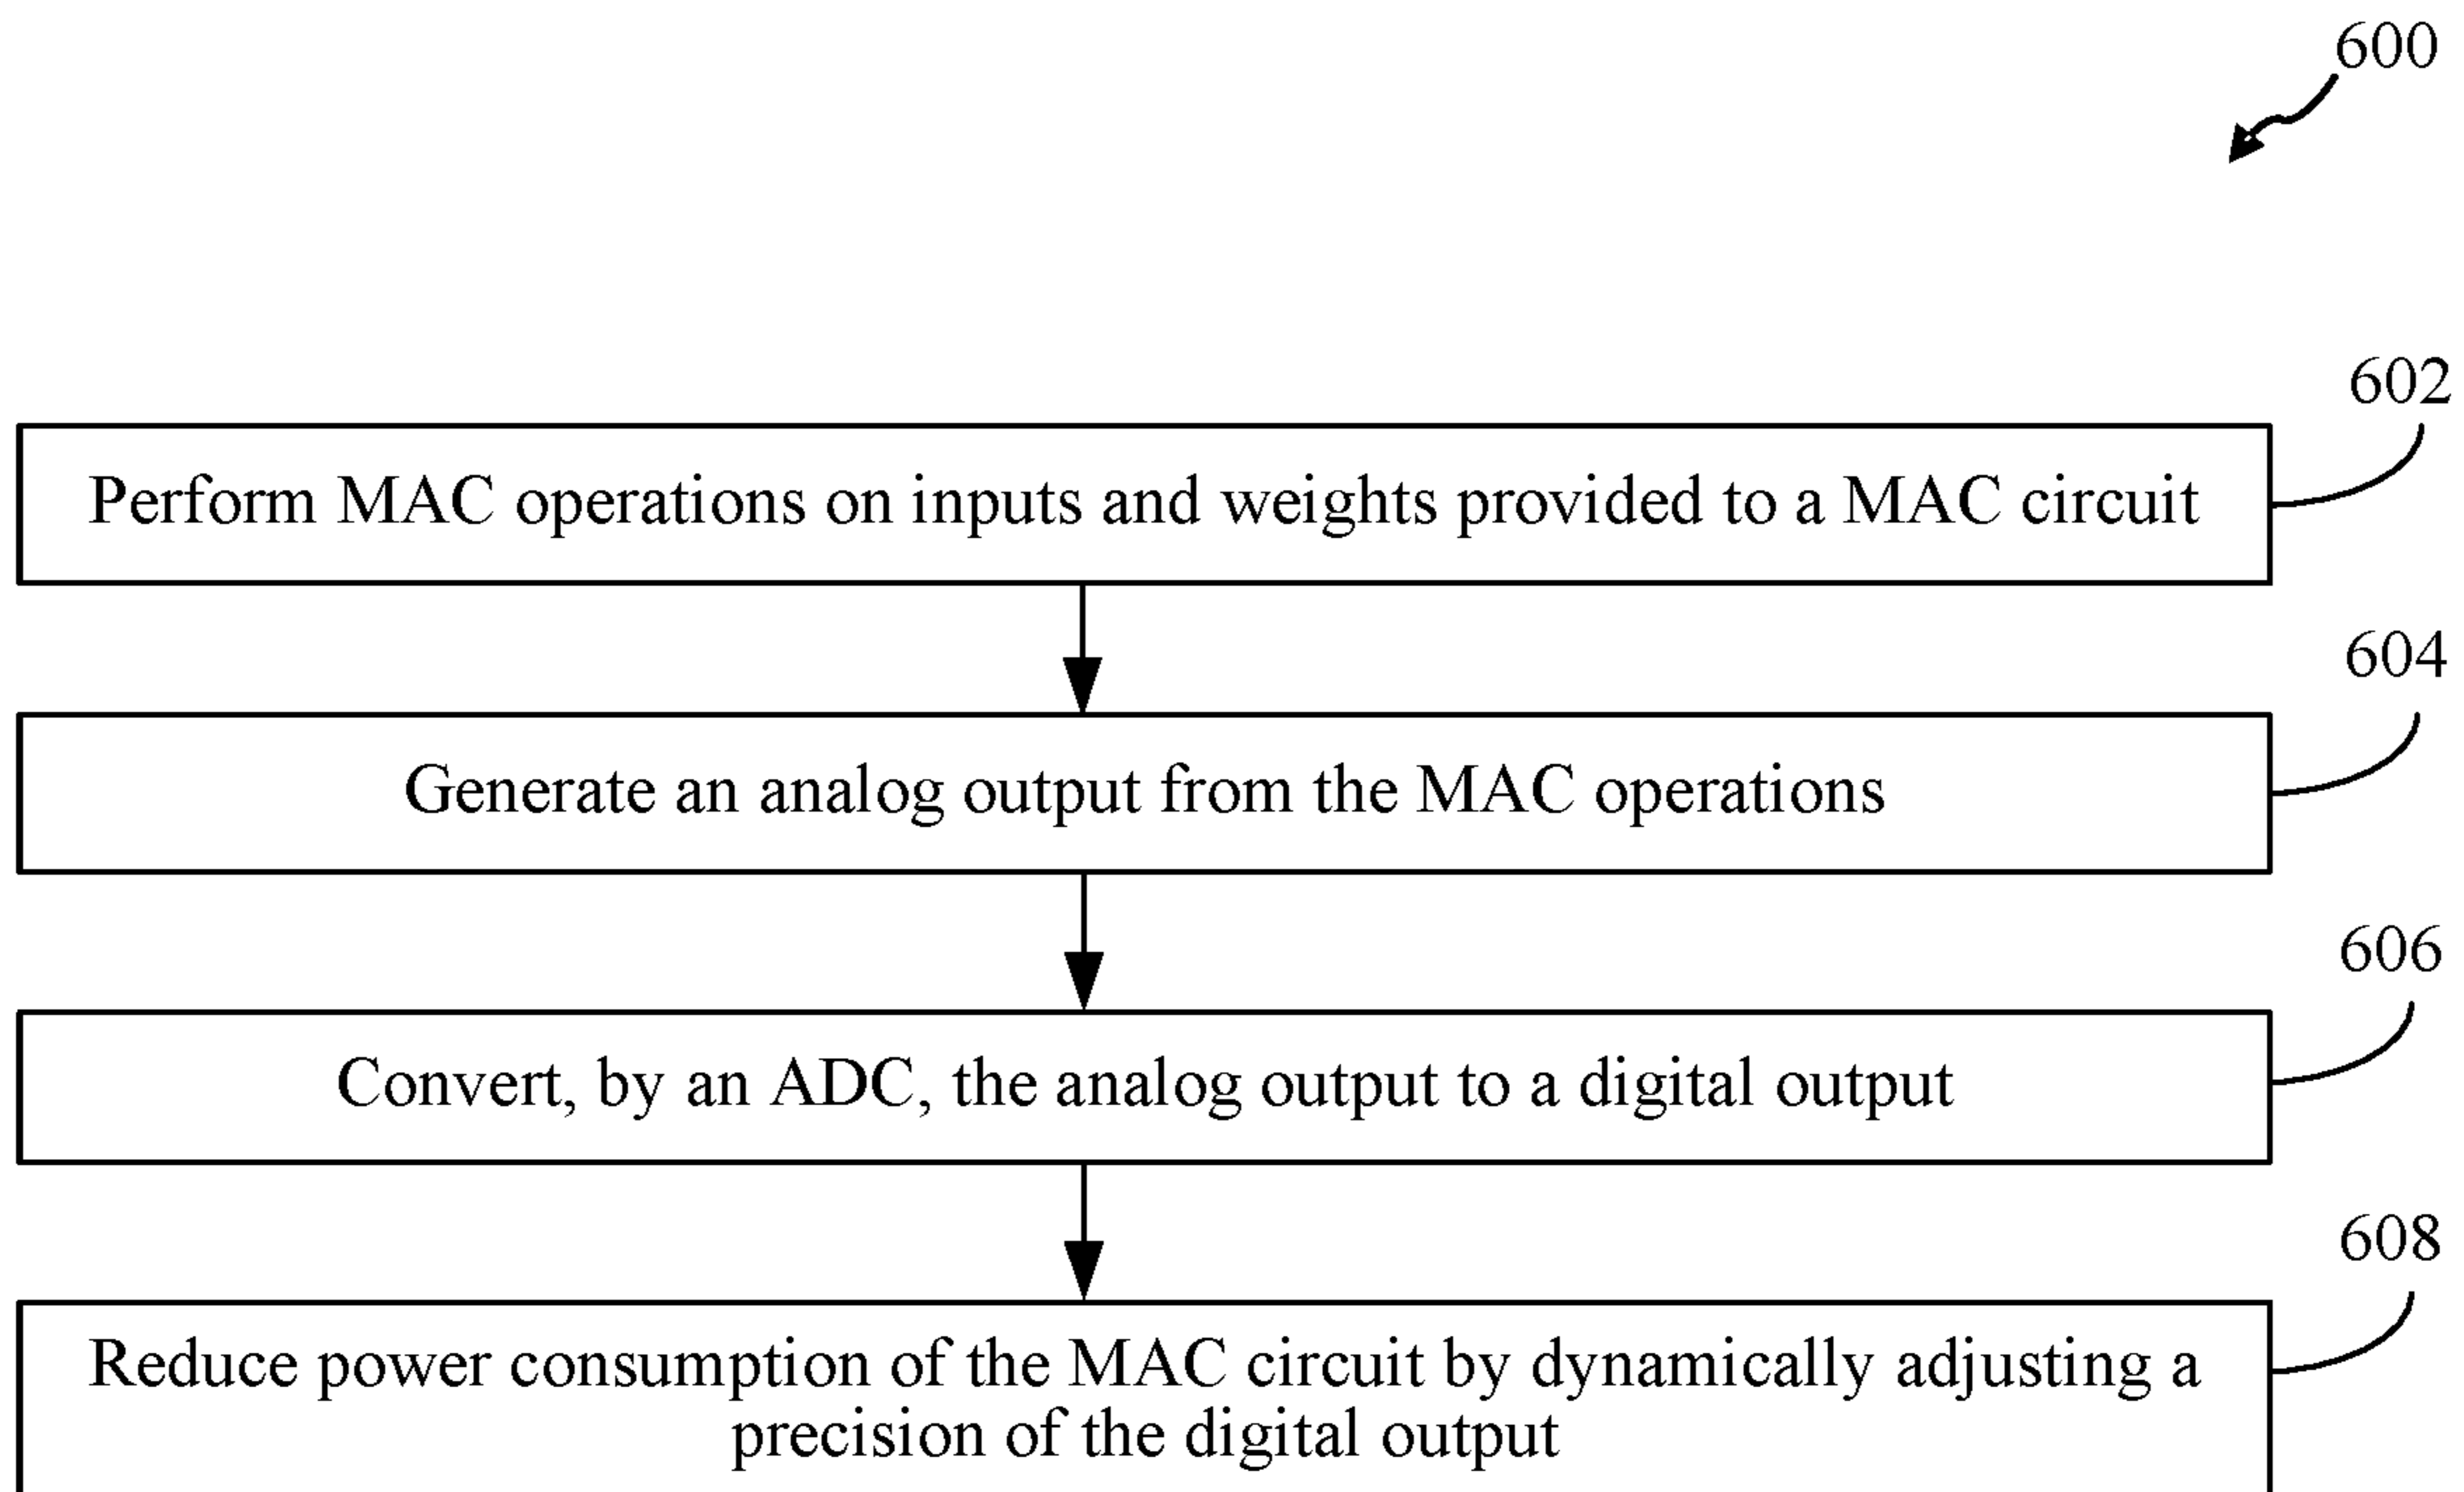 600
602
Perform MAC operations on inputs and weights provided to a MAC circuit
604
Generate an analog output from the MAC operations
606
Convert, by an ADC, the analog output to a digital output
608
Reduce power consumption of the MAC circuit by dynamically adjusting a
precision of the digital output